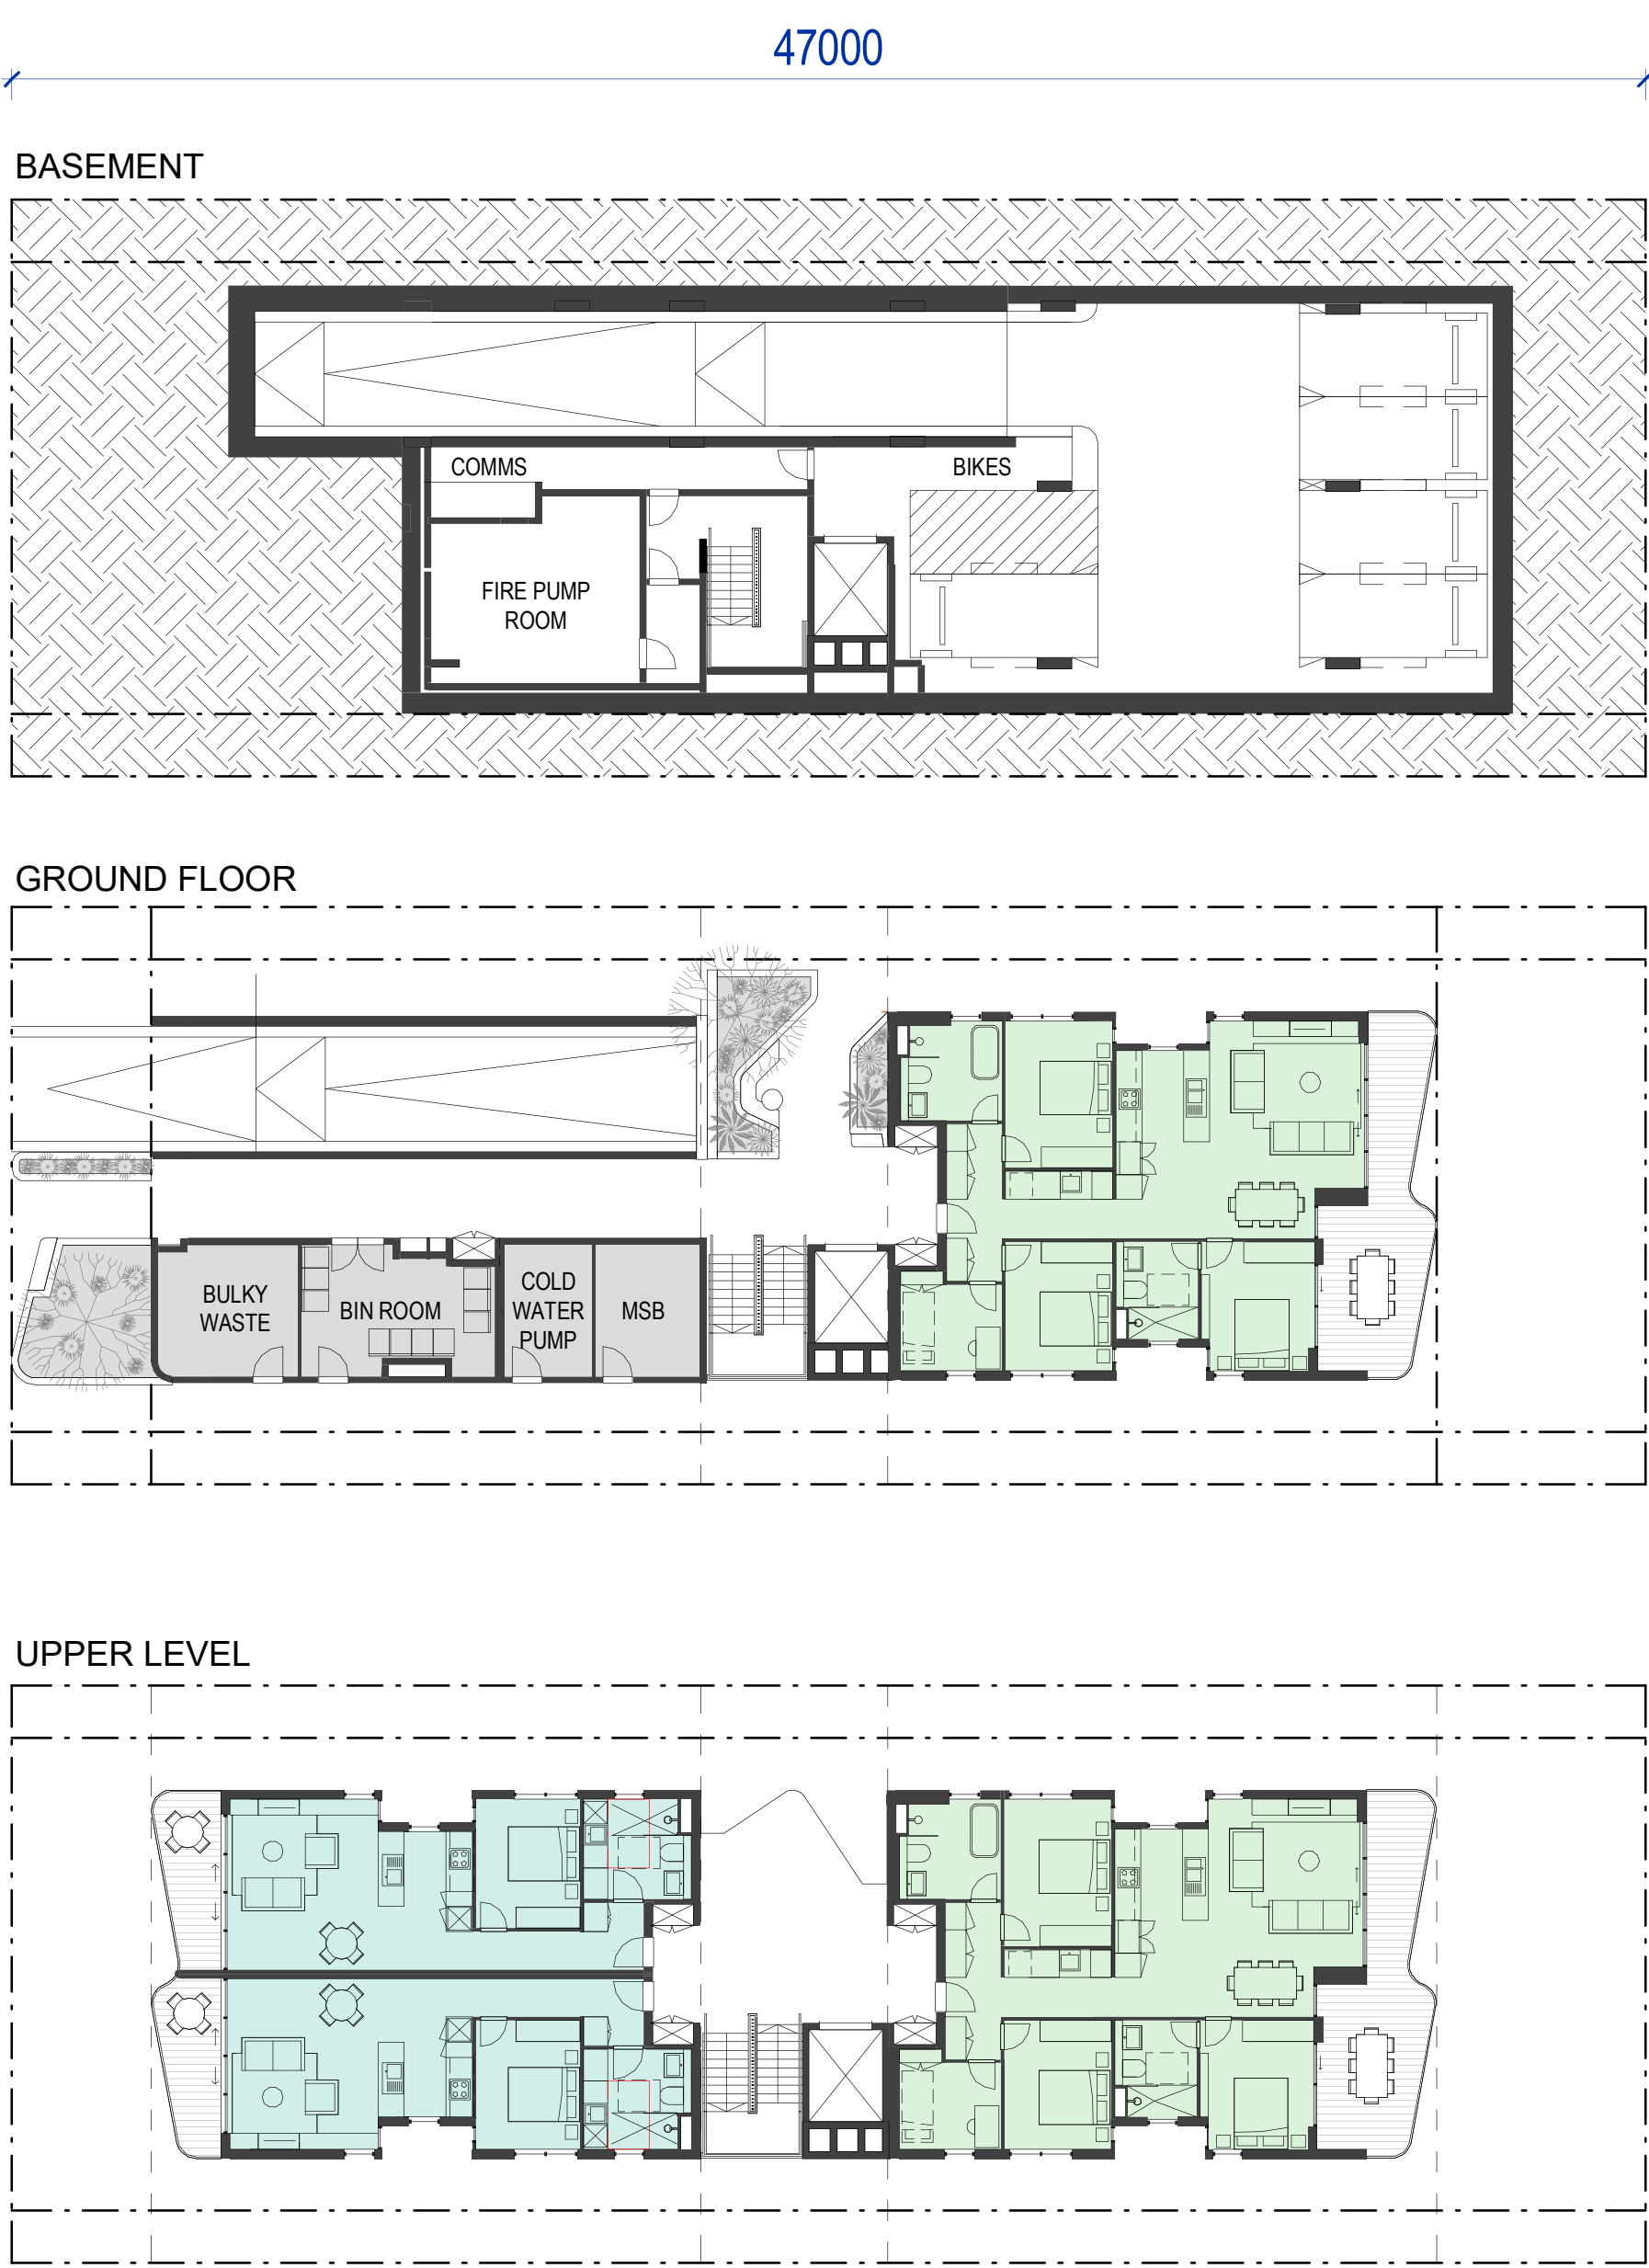 47000
BASEMENT
COMMS
BIKES
FIRE PUMP
ROOM
GROUND FLOOR
BULKY
WASTE
BIN ROOM
COLD
WATER
PUMP
MSB
UPPER LEVEL